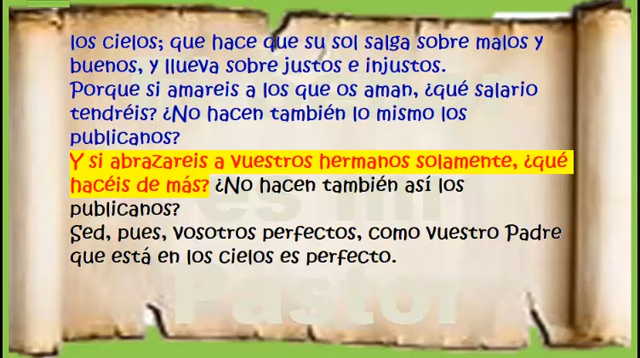 los cielos; que hace que su sol salga sobre malos y
buenos, y llueva sobre justos e injustos.
Porque si amareis a los que os aman, ¿qué salario
tendréis? ¿No hacen también lo mismo los
publicanos?
Y si abrazareis a vuestros hermanos solamente, ¿qué
hacéis de más? ¿No hacen también así los
publicanos?
Sed, pues, vosotros perfectos, como vuestro Padre
que está en los cielos es perfecto.
es mi
Pastor